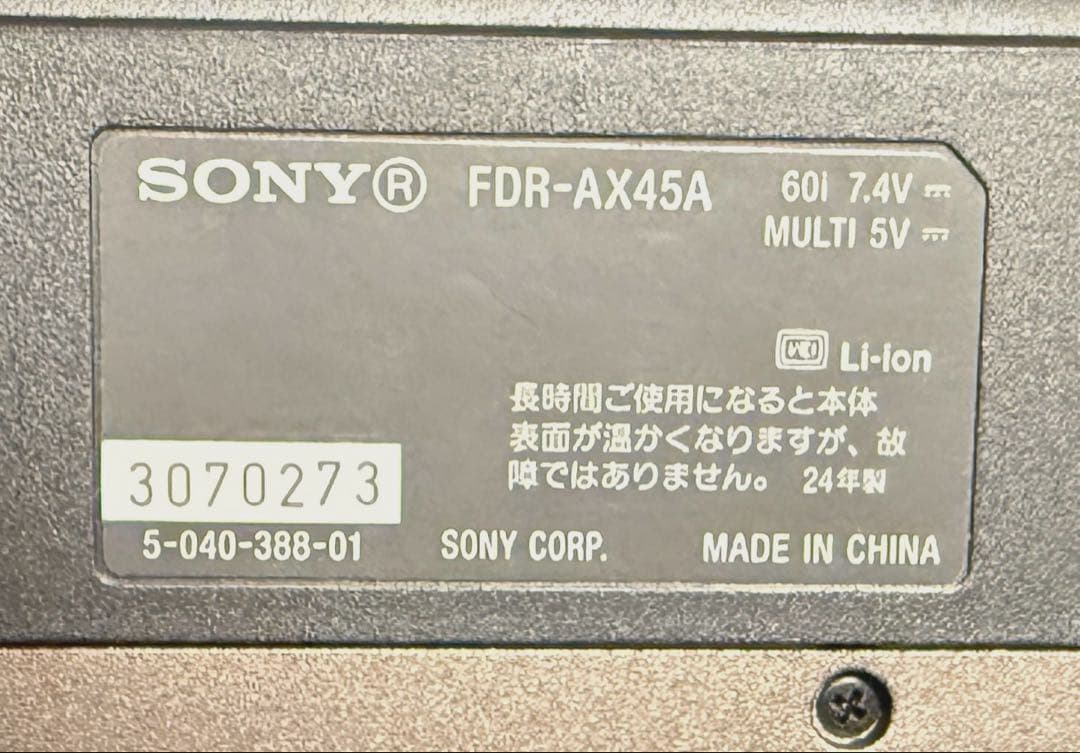 SONY® FDR-AX45A 60i 7.4V ⎓
MULTI 5V ⎓
Li-ion
長時間ご使用になると本体
表面が温かくなりますが、故
障ではありません。 24年製
3070273
5-040-388-01 SONY CORP. MADE IN CHINA